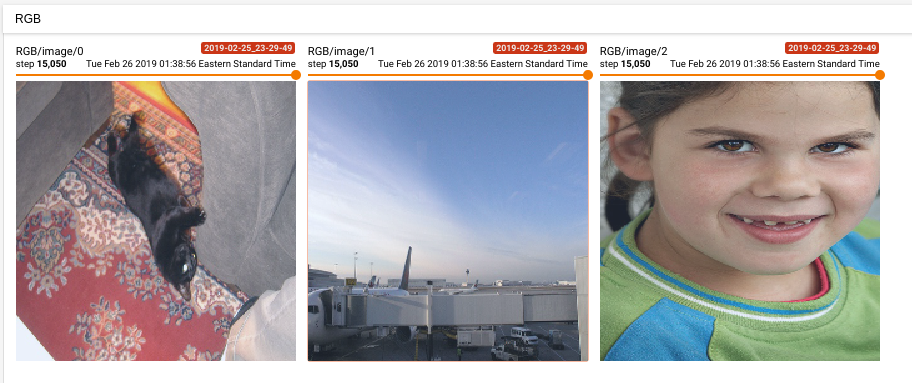 RGB
RGB/image/0
2019-02-25_23-29-49
step 15,050
Tue Feb 26 2019 01:38:56 Eastern Standard Time
RGB/image/1
2019-02-25_23-29-49
step 15,050
Tue Feb 26 2019 01:38:56 Eastern Standard Time
RGB/image/2
2019-02-25_23-29-49
step 15,050
Tue Feb 26 2019 01:38:56 Eastern Standard Time